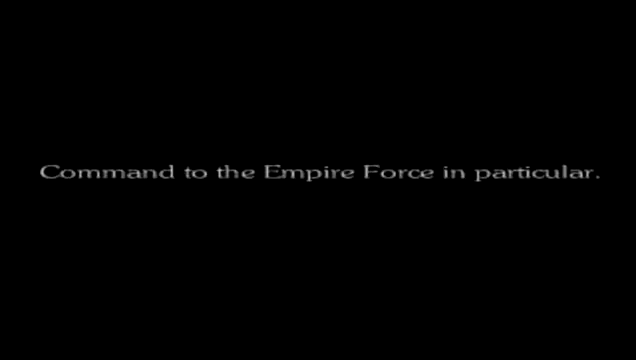 Command to the Empire Force in particular.